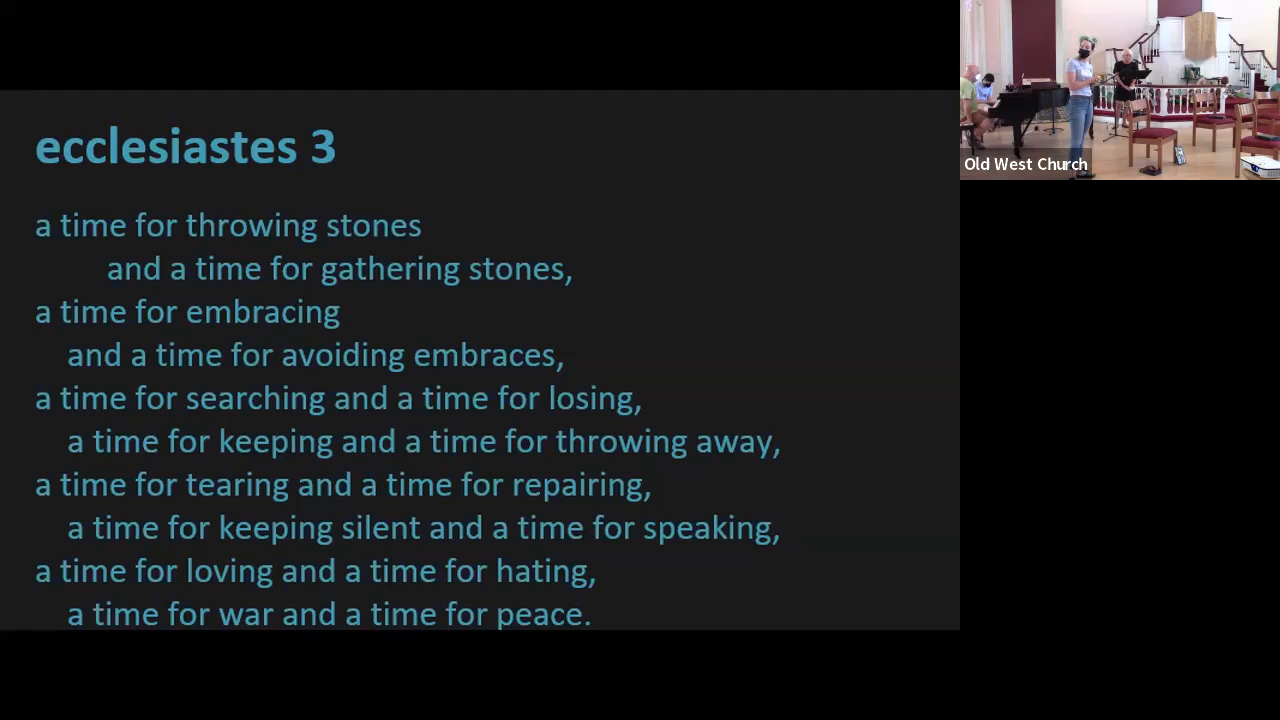 ecclesiastes 3
a time for throwing stones
and a time for gathering stones,
a time for embracing
and a time for avoiding embraces,
a time for searching and a time for losing,
a time for keeping and a time for throwing away,
a time for tearing and a time for repairing,
a time for keeping silent and a time for speaking,
a time for loving and a time for hating,
a time for war and a time for peace.
Old West Church